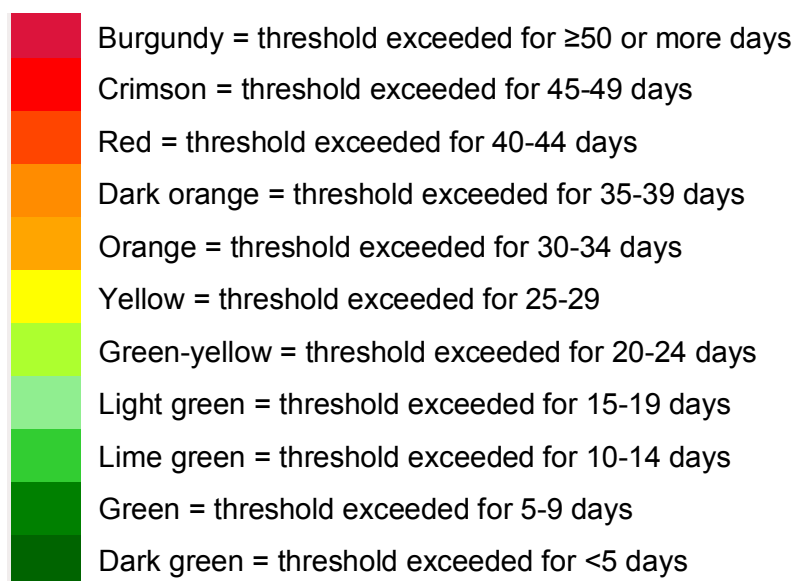 Burgundy = threshold exceeded for ≥50 or more days
Crimson = threshold exceeded for 45-49 days
Red = threshold exceeded for 40-44 days
Dark orange = threshold exceeded for 35-39 days
Orange = threshold exceeded for 30-34 days
Yellow = threshold exceeded for 25-29
Green-yellow = threshold exceeded for 20-24 days
Light green = threshold exceeded for 15-19 days
Lime green = threshold exceeded for 10-14 days
Green = threshold exceeded for 5-9 days
Dark green = threshold exceeded for <5 days